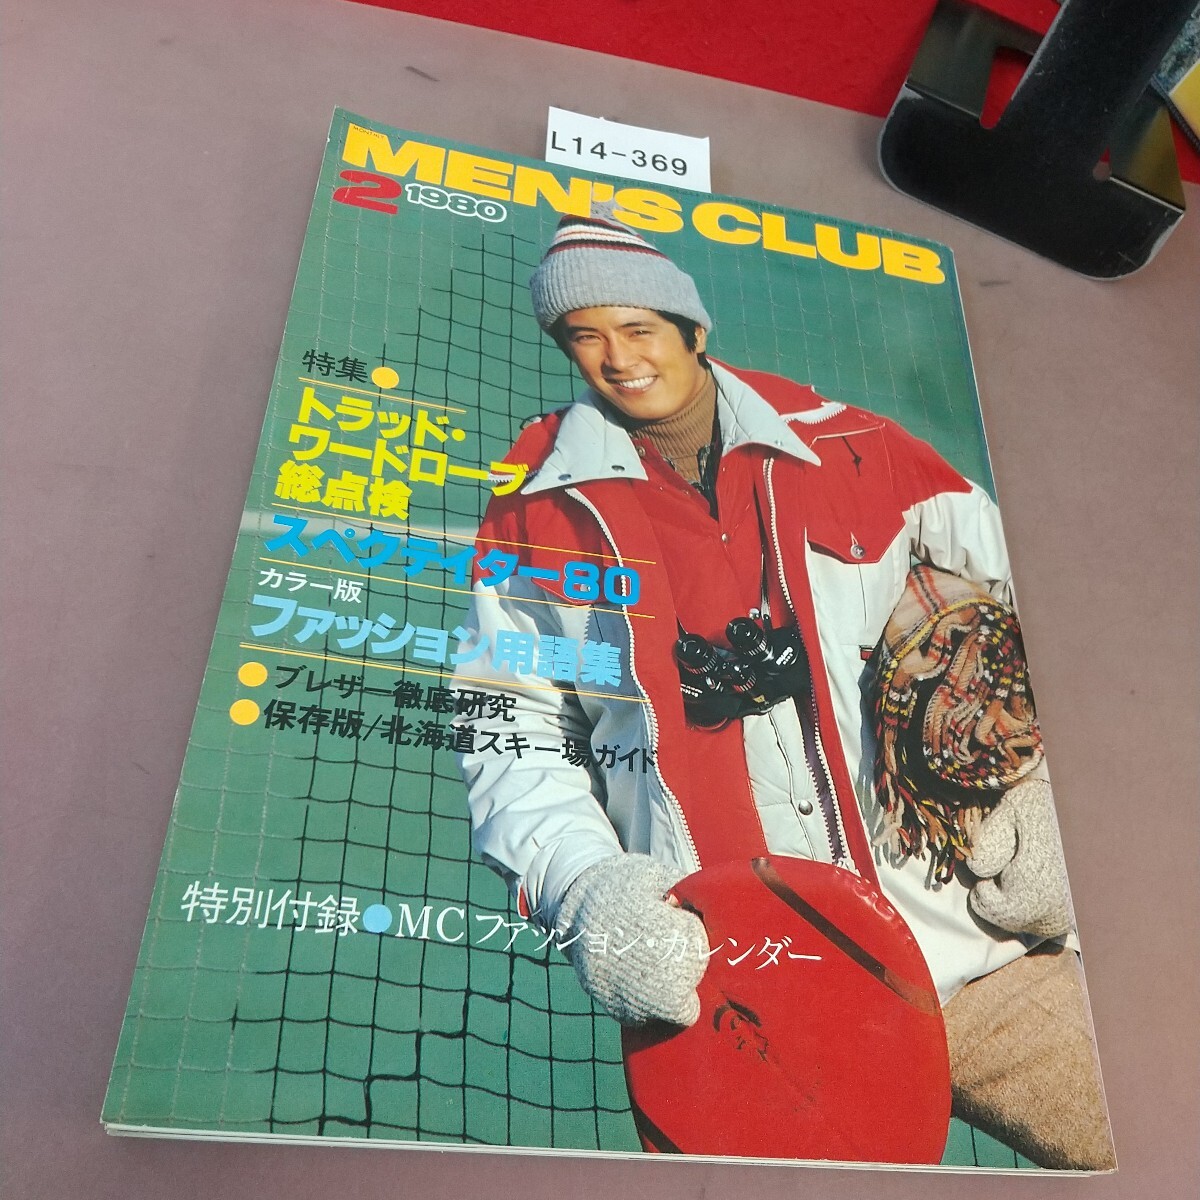 L14-369
MONTHLY
MEN'S CLUB
2 1980
特集●
トラッド・
ワードローブ
総点検
スペクテイター80
カラー版
ファッション用語集
●ブレザー徹底研究
●保存版/北海道スキー場ガイド
特別付録●MCファッション・カレンダー